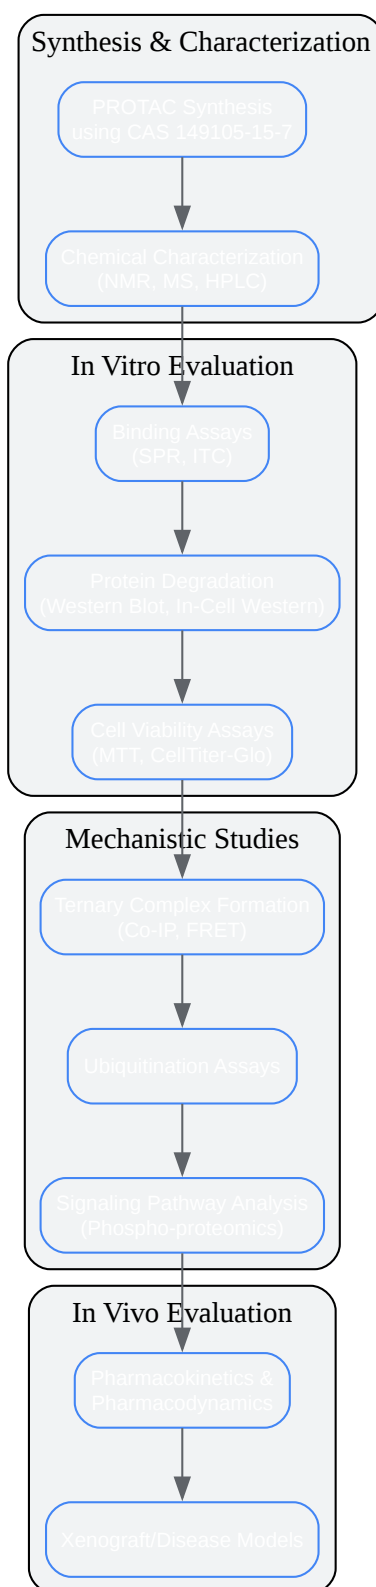 Synthesis & Characterization
PROTAC Synthesis
using CAS 149105-15-7
Chemical Characterization
(NMR, MS, HPLC)
In Vitro Evaluation
Binding Assays
(SPR, ITC)
Protein Degradation
(Western Blot, In-Cell Western)
Cell Viability Assays
(MTT, CellTiter-Glo)
Mechanistic Studies
Ternary Complex Formation
(Co-IP, FRET)
Ubiquitination Assays
Signaling Pathway Analysis
(Phospho-proteomics)
In Vivo Evaluation
Pharmacokinetics &
Pharmacodynamics
Xenograft/Disease Models